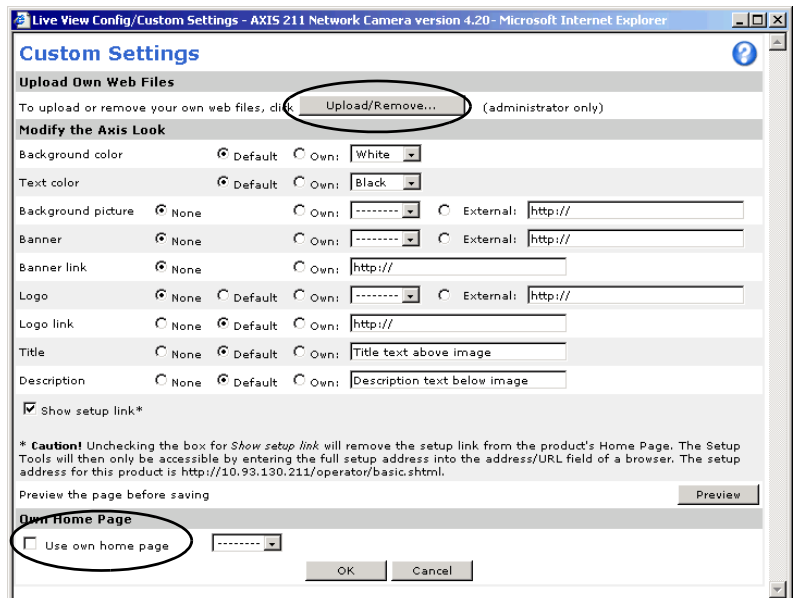 Live View Config/Custom Settings - AXIS 211 Network Camera version 4.20- Microsoft Internet Explorer
Custom Settings
?
Upload Own Web Files
To upload or remove your own web files, click Upload/Remove... (administrator only)
Modify the Axis Look
Background color Default Own: White
Text color Default Own: Black
Background picture None Own: -------- External: http://
Banner None Own: -------- External: http://
Banner link None Own: http://
Logo None Default Own: -------- External: http://
Logo link None Default Own: http://
Title None Default Own: Title text above image
Description None Default Own: Description text below image
Show setup link*
* Caution! Unchecking the box for Show setup link will remove the setup link from the product's Home Page. The Setup
Tools will then only be accessible by entering the full setup address into the address/URL field of a browser. The setup
address for this product is http://10.93.130.211/operator/basic.shtml.
Preview the page before saving Preview
Own Home Page
Use own home page --------
OK Cancel